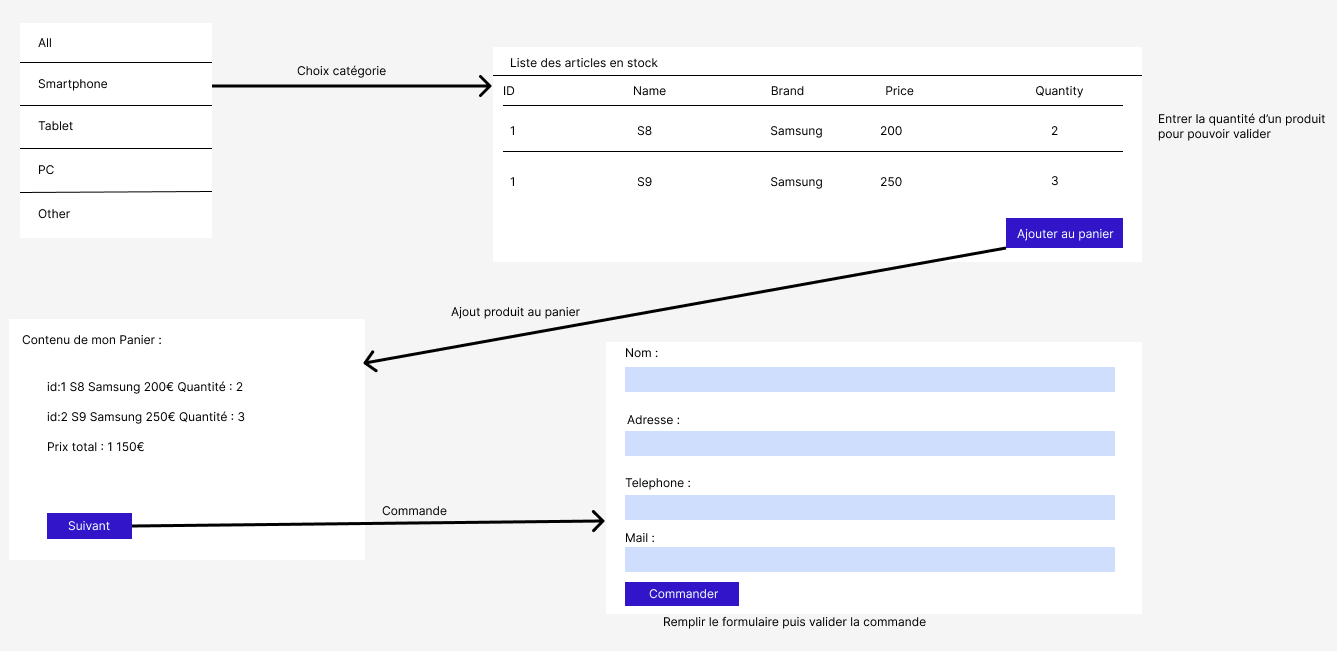 All
Smartphone
Tablet
PC
Other
Choix catégorie
Liste des articles en stock
ID Name Brand Price Quantity
1 S8 Samsung 200 2
1 S9 Samsung 250 3
Ajouter au panier
Entrer la quantité d’un produit
pour pouvoir valider
Ajout produit au panier
Contenu de mon Panier :
id:1 S8 Samsung 200€ Quantité : 2
id:2 S9 Samsung 250€ Quantité : 3
Prix total : 1 150€
Suivant
Commande
Nom :
Adresse :
Telephone :
Mail :
Commander
Remplir le formulaire puis valider la commande